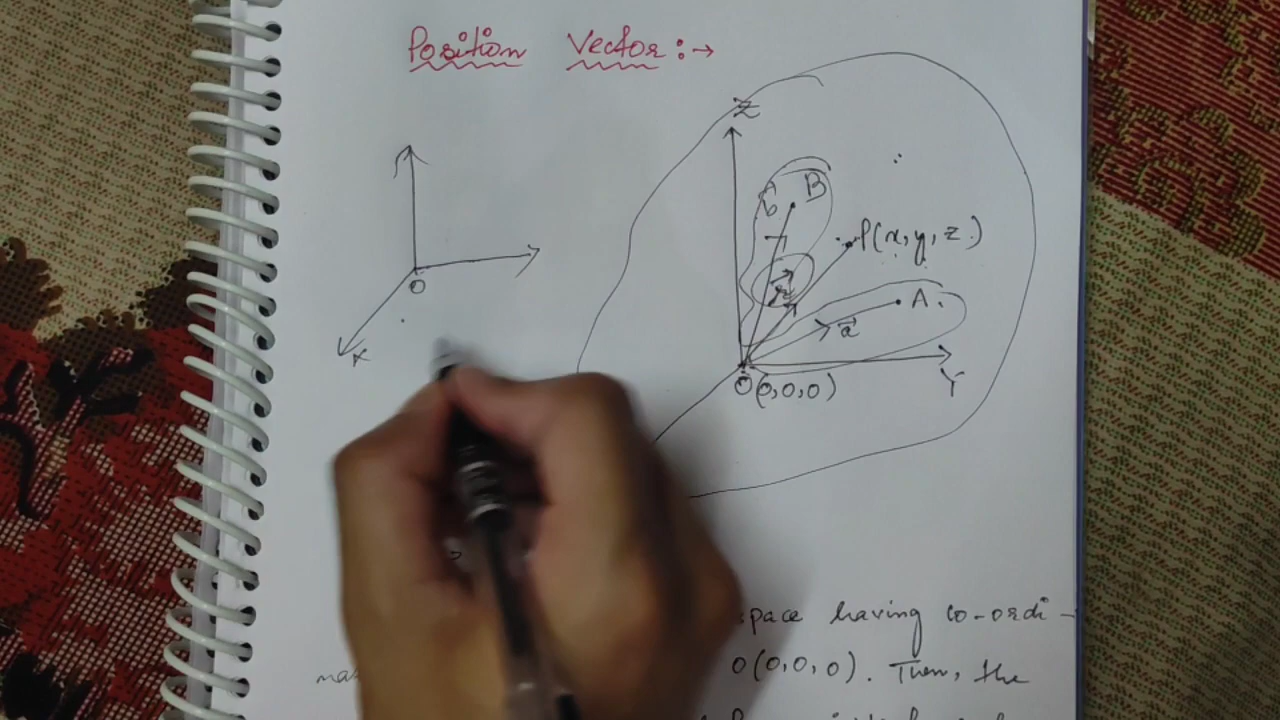 Position Vector:→
Z
B
b
P(x,y,z)
r
A
a
O
X
O(0,0,0)
Y
space having co-ordi-
O(0,0,0). Then, the